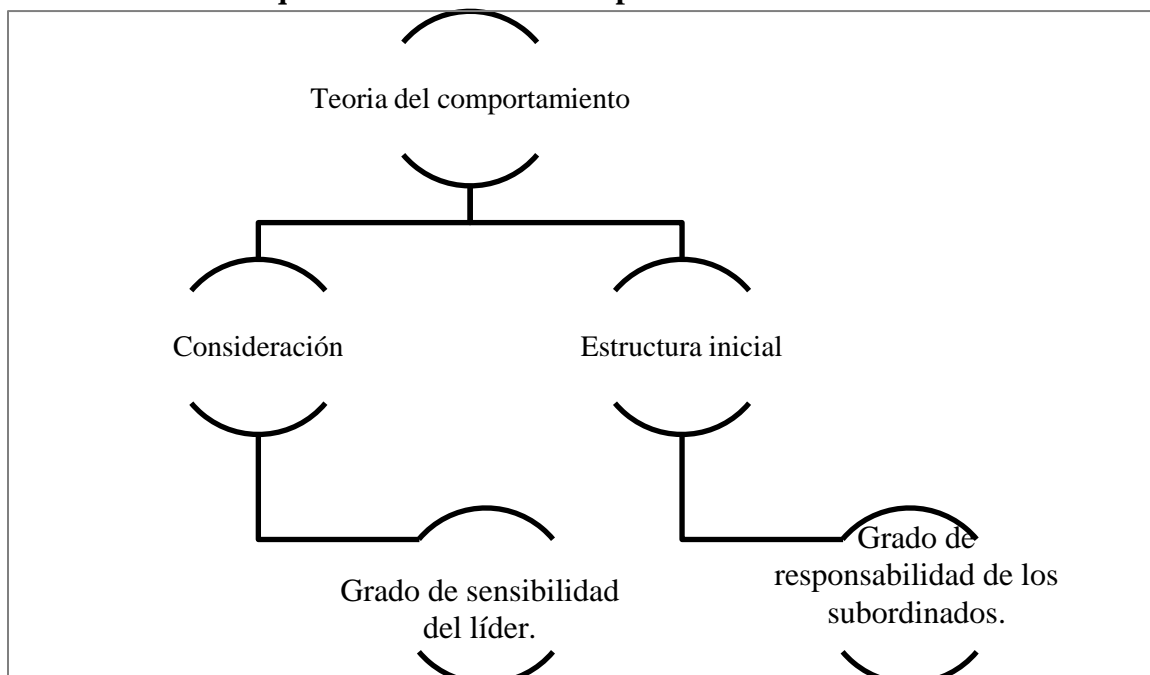 Teoria del comportamiento
Consideración
Estructura inicial
Grado de sensibilidad
del líder.
Grado de
responsabilidad de los
subordinados.